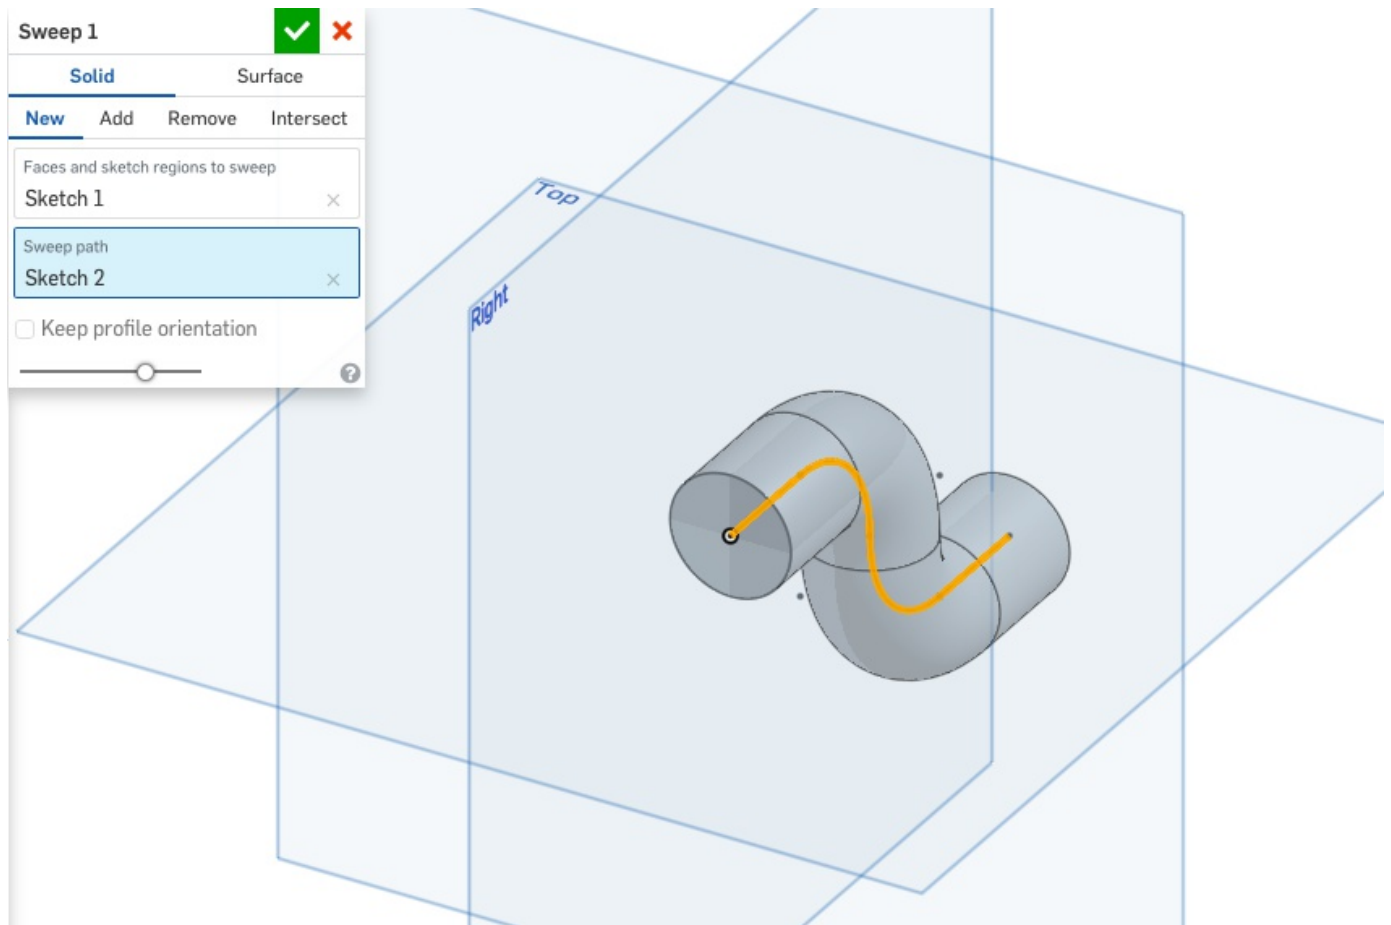 Sweep 1
Solid Surface
New Add Remove Intersect
Faces and sketch regions to sweep
Sketch 1
Sweep path
Sketch 2
Keep profile orientation
Top
Right